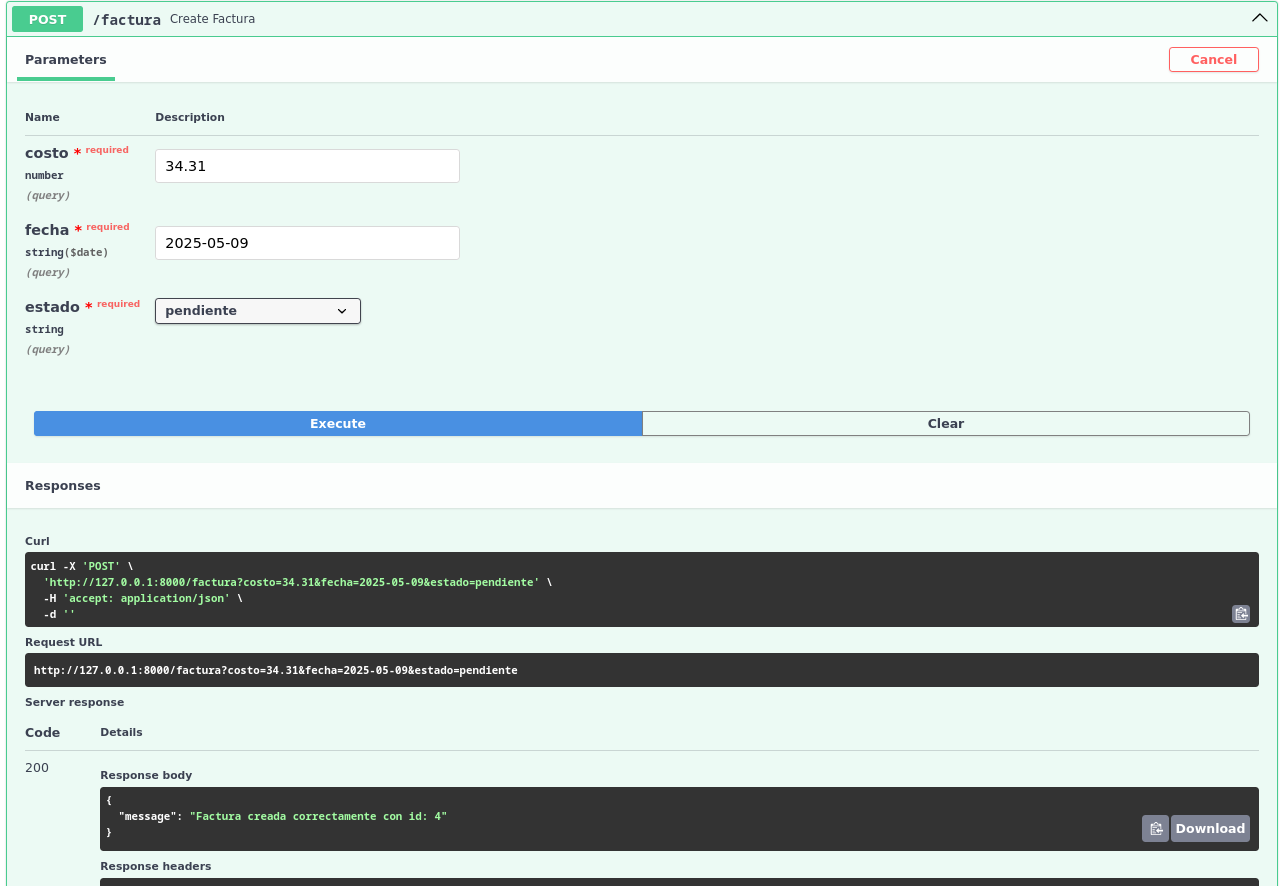 POST /factura Create Factura
Parameters
Cancel
Name Description
costo * required
number
(query)
34.31
fecha * required
string($date)
(query)
2025-05-09
estado * required
string
(query)
pendiente
Execute Clear
Responses
Curl
curl -X 'POST' \
'http://127.0.0.1:8000/factura?costo=34.31&fecha=2025-05-09&estado=pendiente' \
-H 'accept: application/json' \
-d ''
Request URL
http://127.0.0.1:8000/factura?costo=34.31&fecha=2025-05-09&estado=pendiente
Server response
Code Details
200
Response body
{
"message": "Factura creada correctamente con id: 4"
}
Download
Response headers